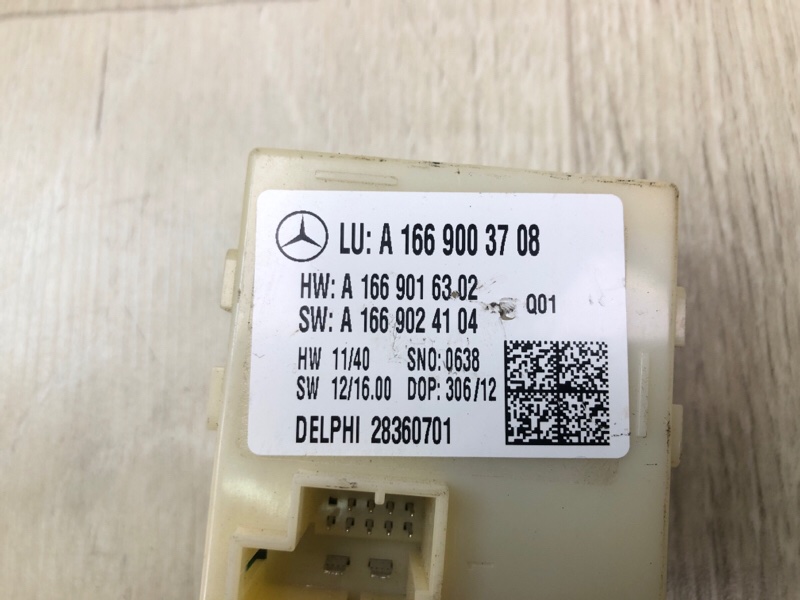 LU: A 166 900 37 08
HW: A 166 901 63 02
SW: A 166 902 41 04
Q01
HW 11/40 SNO: 0638
SW 12/16.00 DOP: 306/12
DELPHI 28360701